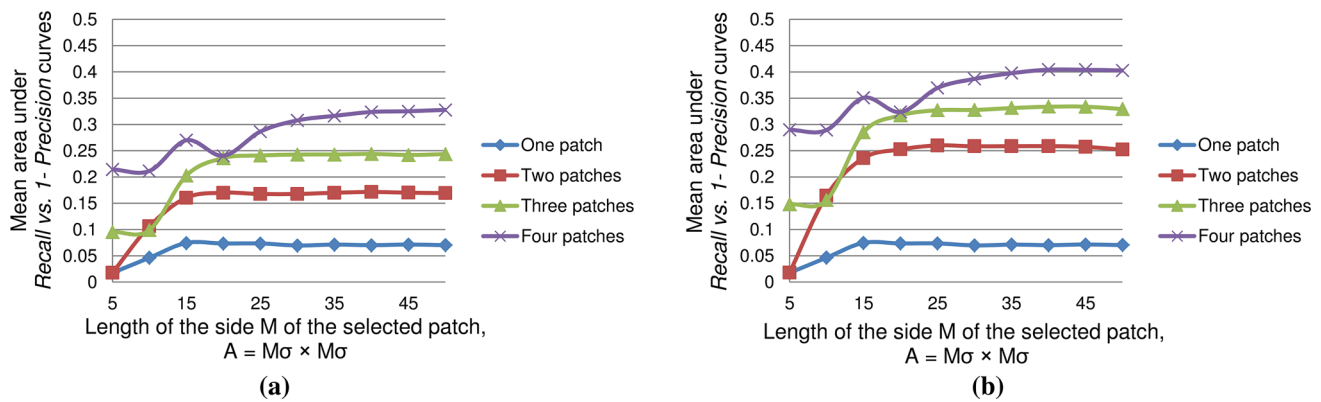 0.5
0.45
0.4
0.35
0.3
0.25
0.2
0.15
0.1
0.05
0
Mean area under
Recall vs. 1- Precision curves
5 15 25 35 45
Length of the side M of the selected patch,
A = Mσ × Mσ
One patch
Two patches
Three patches
Four patches
(a)
0.5
0.45
0.4
0.35
0.3
0.25
0.2
0.15
0.1
0.05
0
Mean area under
Recall vs. 1- Precision curves
5 15 25 35 45
Length of the side M of the selected patch,
A = Mσ × Mσ
One patch
Two patches
Three patches
Four patches
(b)